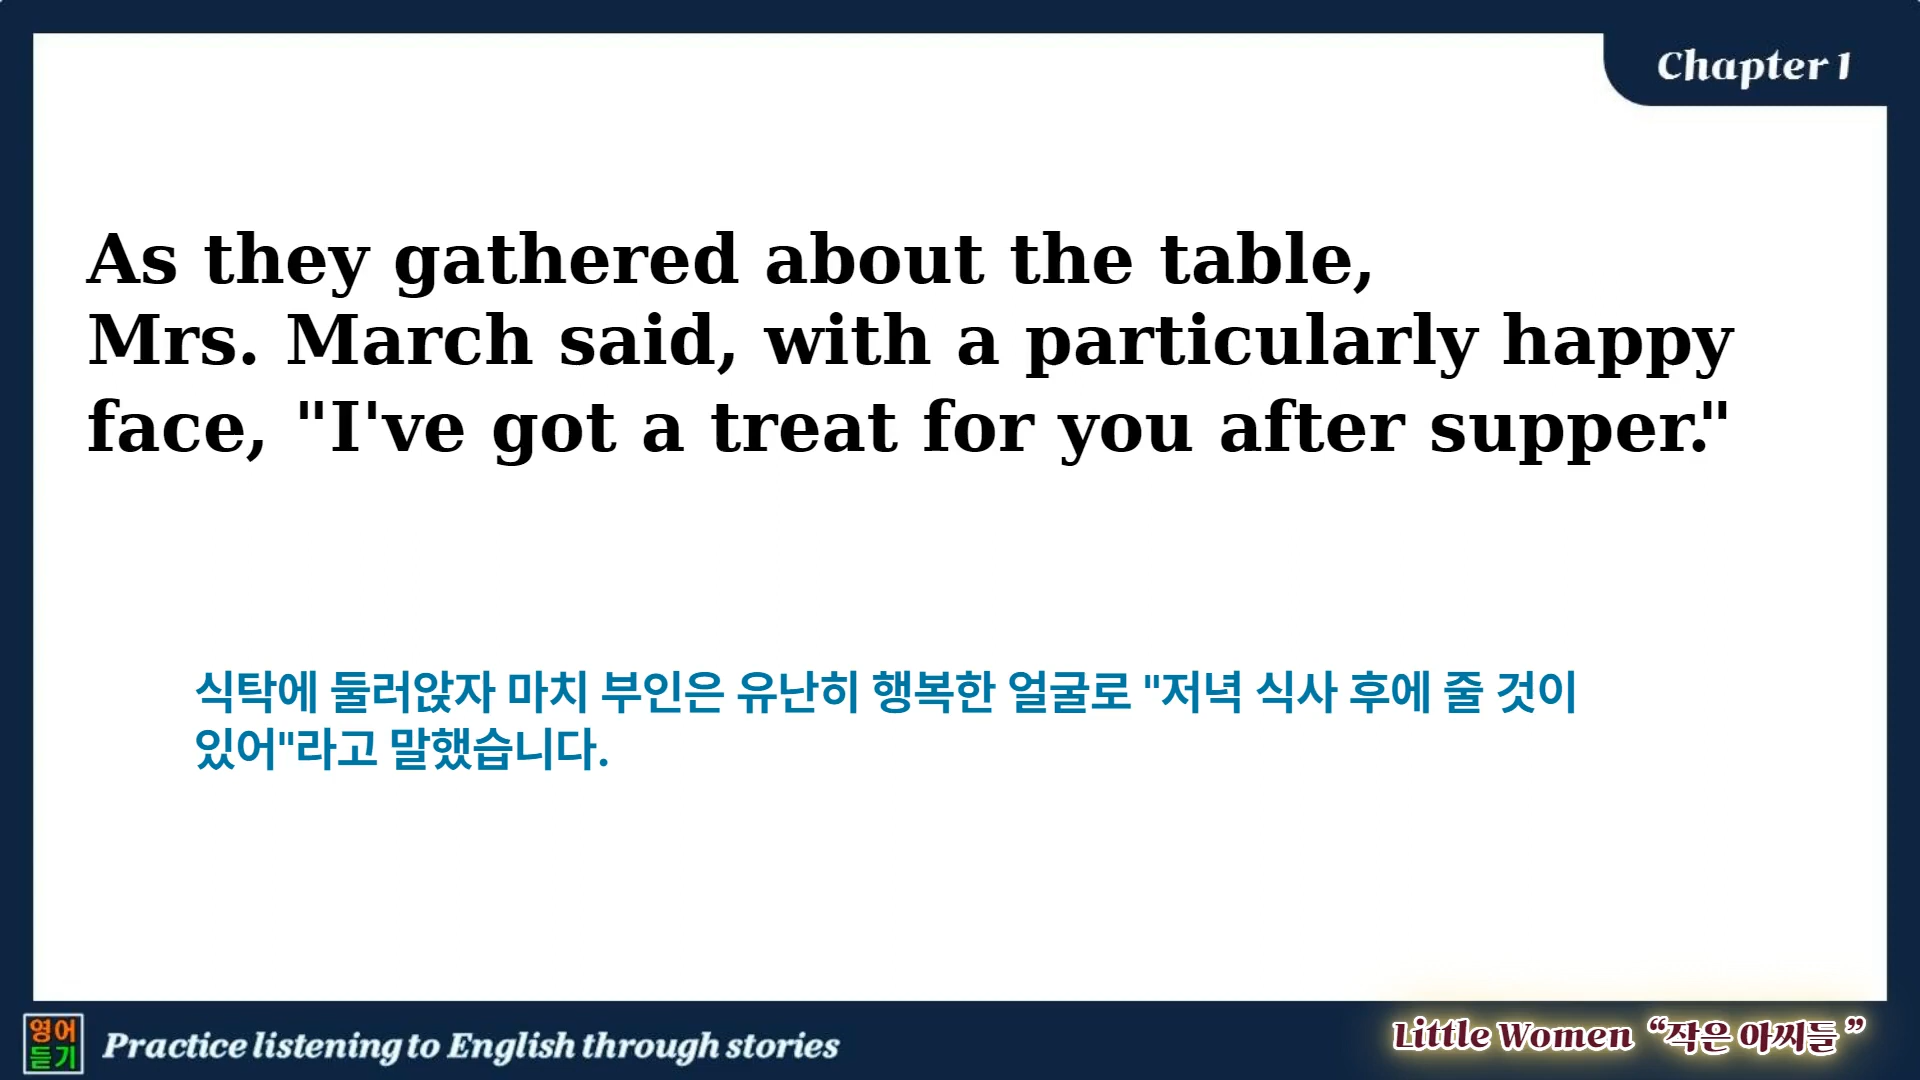 Chapter 1
As they gathered about the table,
Mrs. March said, with a particularly happy
face, "I've got a treat for you after supper."
식탁에 둘러앉자 마치 부인은 유난히 행복한 얼굴로 "저녁 식사 후에 줄 것이
있어"라고 말했습니다.
영어
듣기
Practice listening to English through stories
Little Women “작은 아씨들”